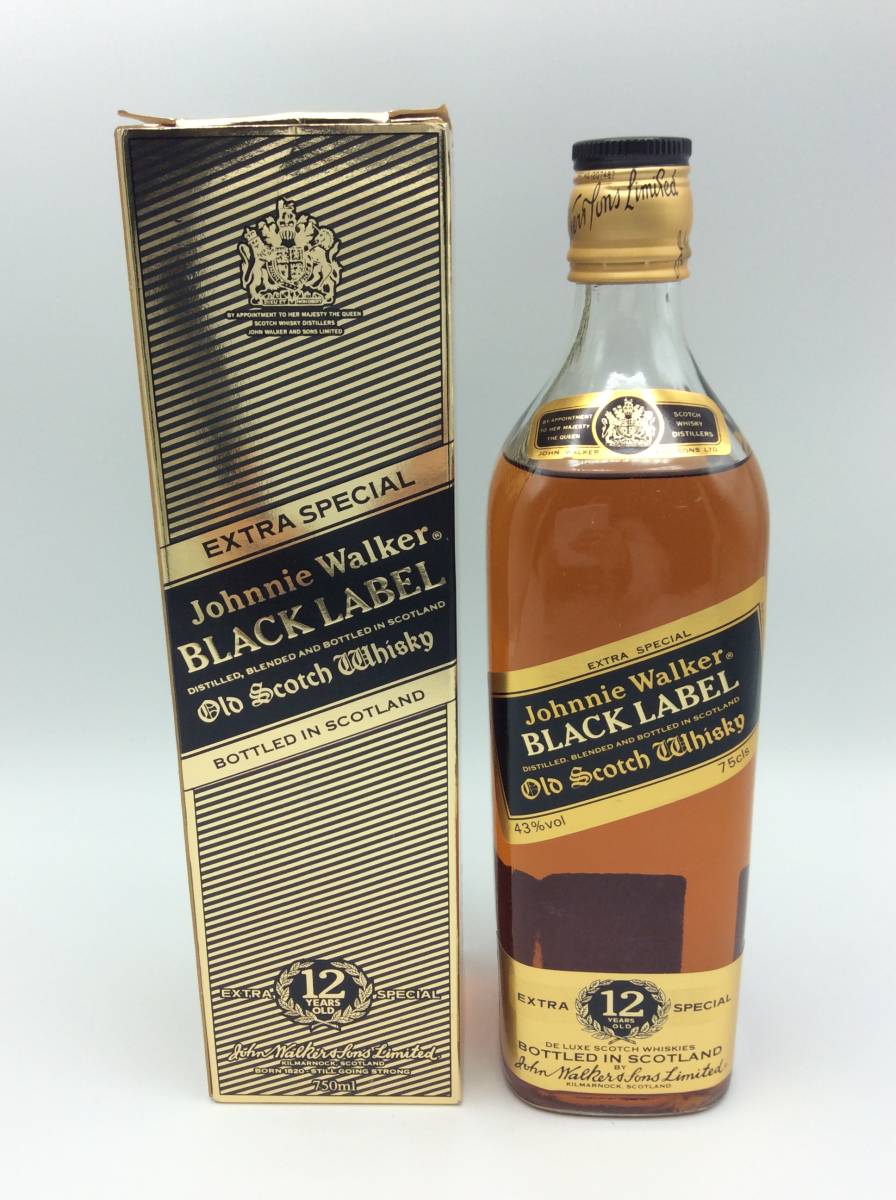 BY APPOINTMENT TO HER MAJESTY THE QUEEN
SCOTCH WHISKY DISTILLERS
JOHN WALKER AND SONS LIMITED
EXTRA SPECIAL
Johnnie Walker®
BLACK LABEL
DISTILLED, BLENDED AND BOTTLED IN SCOTLAND
Old Scotch Whisky
BOTTLED IN SCOTLAND
EXTRA 12 SPECIAL
YEARS
OLD
John Walker & Sons Limited.
KILMARNOCK, SCOTLAND
BORN 1820-STILL GOING STRONG
750ml
Sons Limited
BY APPOINTMENT
TO HER MAJESTY
THE QUEEN
SCOTCH
WHISKY
DISTILLERS
JOHN WALKER SONS LTD
EXTRA SPECIAL
Johnnie Walker®
BLACK LABEL
DISTILLED, BLENDED AND BOTTLED IN SCOTLAND
Old Scotch Whisky
43%vol 75cls
EXTRA 12 SPECIAL
YEARS
OLD
DE LUXE SCOTCH WHISKIES
BOTTLED IN SCOTLAND
BY
John Walker & Sons Limited.
KILMARNOCK, SCOTLAND